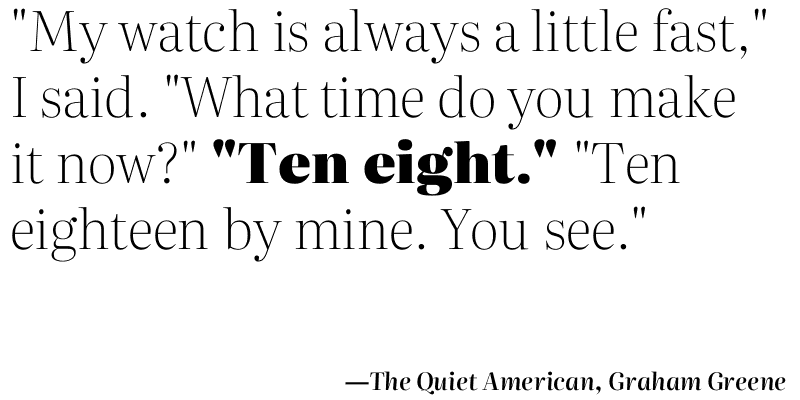 "My watch is always a little fast,"
I said. "What time do you make
it now?" "Ten eight." "Ten
eighteen by mine. You see."
—The Quiet American, Graham Greene